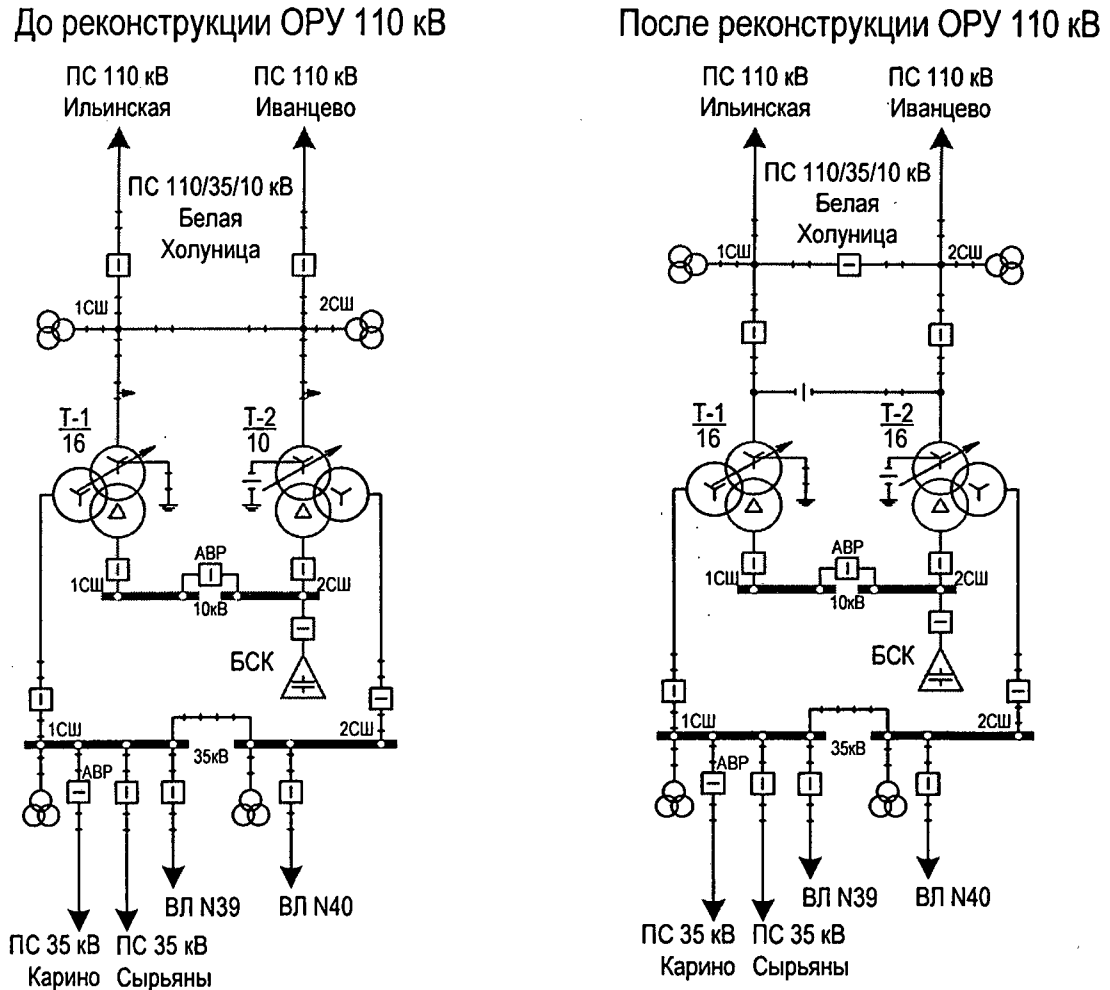 До реконструкции ОРУ 110 кВ
ПС 110 кВ
Ильинская
ПС 110 кВ
Иванцево
ПС 110/35/10 кВ
Белая
Холуница
1СШ
2СШ
Т-1
16
Т-2
10
АВР
1СШ
2СШ
10кВ
БСК
1СШ
2СШ
35кВ
АВР
ВЛ N39
ВЛ N40
ПС 35 кВ
Карино
ПС 35 кВ
Сырьяны
После реконструкции ОРУ 110 кВ
ПС 110 кВ
Ильинская
ПС 110 кВ
Иванцево
ПС 110/35/10 кВ
Белая
Холуница
1СШ
2СШ
Т-1
16
Т-2
16
АВР
1СШ
2СШ
10кВ
БСК
1СШ
2СШ
35кВ
АВР
ВЛ N39
ВЛ N40
ПС 35 кВ
Карино
ПС 35 кВ
Сырьяны